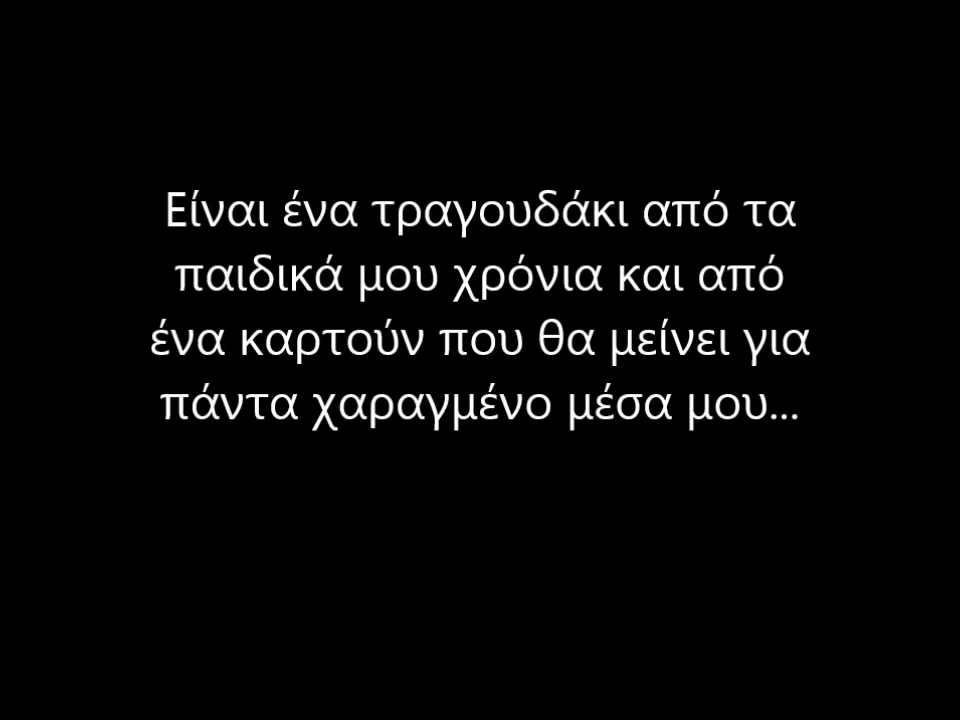 Είναι ένα τραγουδάκι από τα
παιδικά μου χρόνια και από
ένα καρτούν που θα μείνει για
πάντα χαραγμένο μέσα μου...